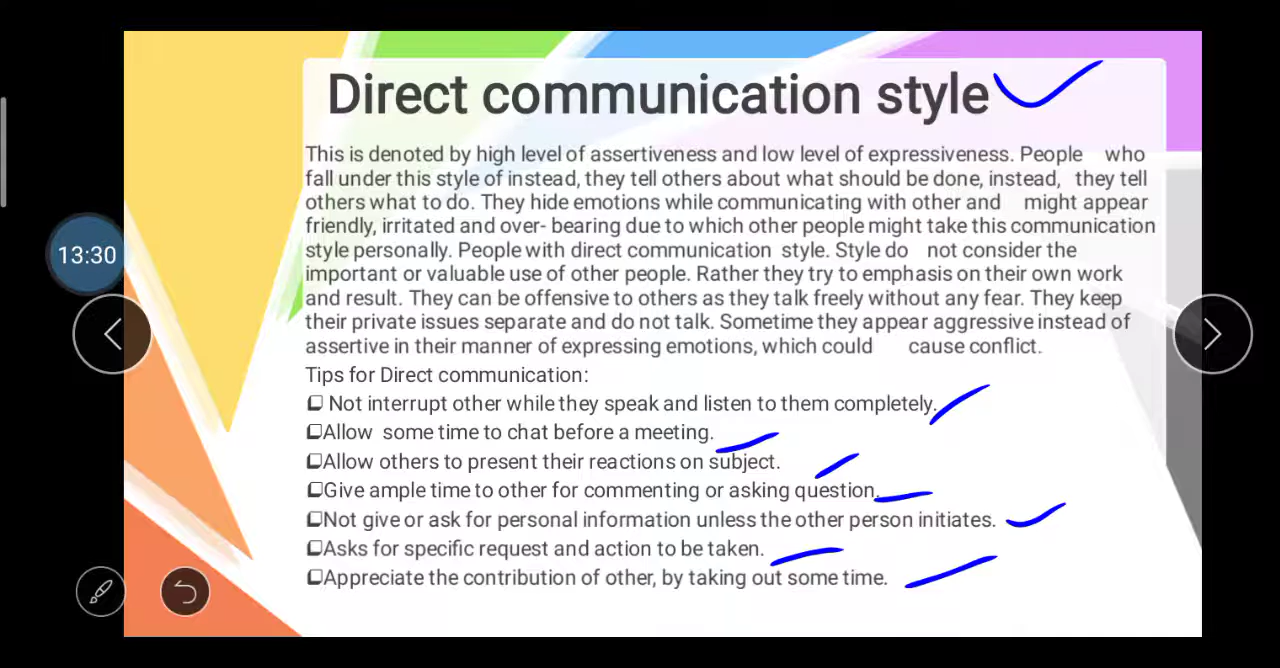 Direct communication style
This is denoted by high level of assertiveness and low level of expressiveness. People who
fall under this style of instead, they tell others about what should be done, instead, they tell
others what to do. They hide emotions while communicating with other and might appear
friendly, irritated and over- bearing due to which other people might take this communication
style personally. People with direct communication style. Style do not consider the
important or valuable use of other people. Rather they try to emphasis on their own work
and result. They can be offensive to others as they talk freely without any fear. They keep
their private issues separate and do not talk. Sometime they appear aggressive instead of
assertive in their manner of expressing emotions, which could cause conflict.
13:30
Tips for Direct communication:
❑ Not interrupt other while they speak and listen to them completely.
❑Allow some time to chat before a meeting.
❑Allow others to present their reactions on subject.
❑Give ample time to other for commenting or asking question.
❑Not give or ask for personal information unless the other person initiates.
❑Asks for specific request and action to be taken.
❑Appreciate the contribution of other, by taking out some time.